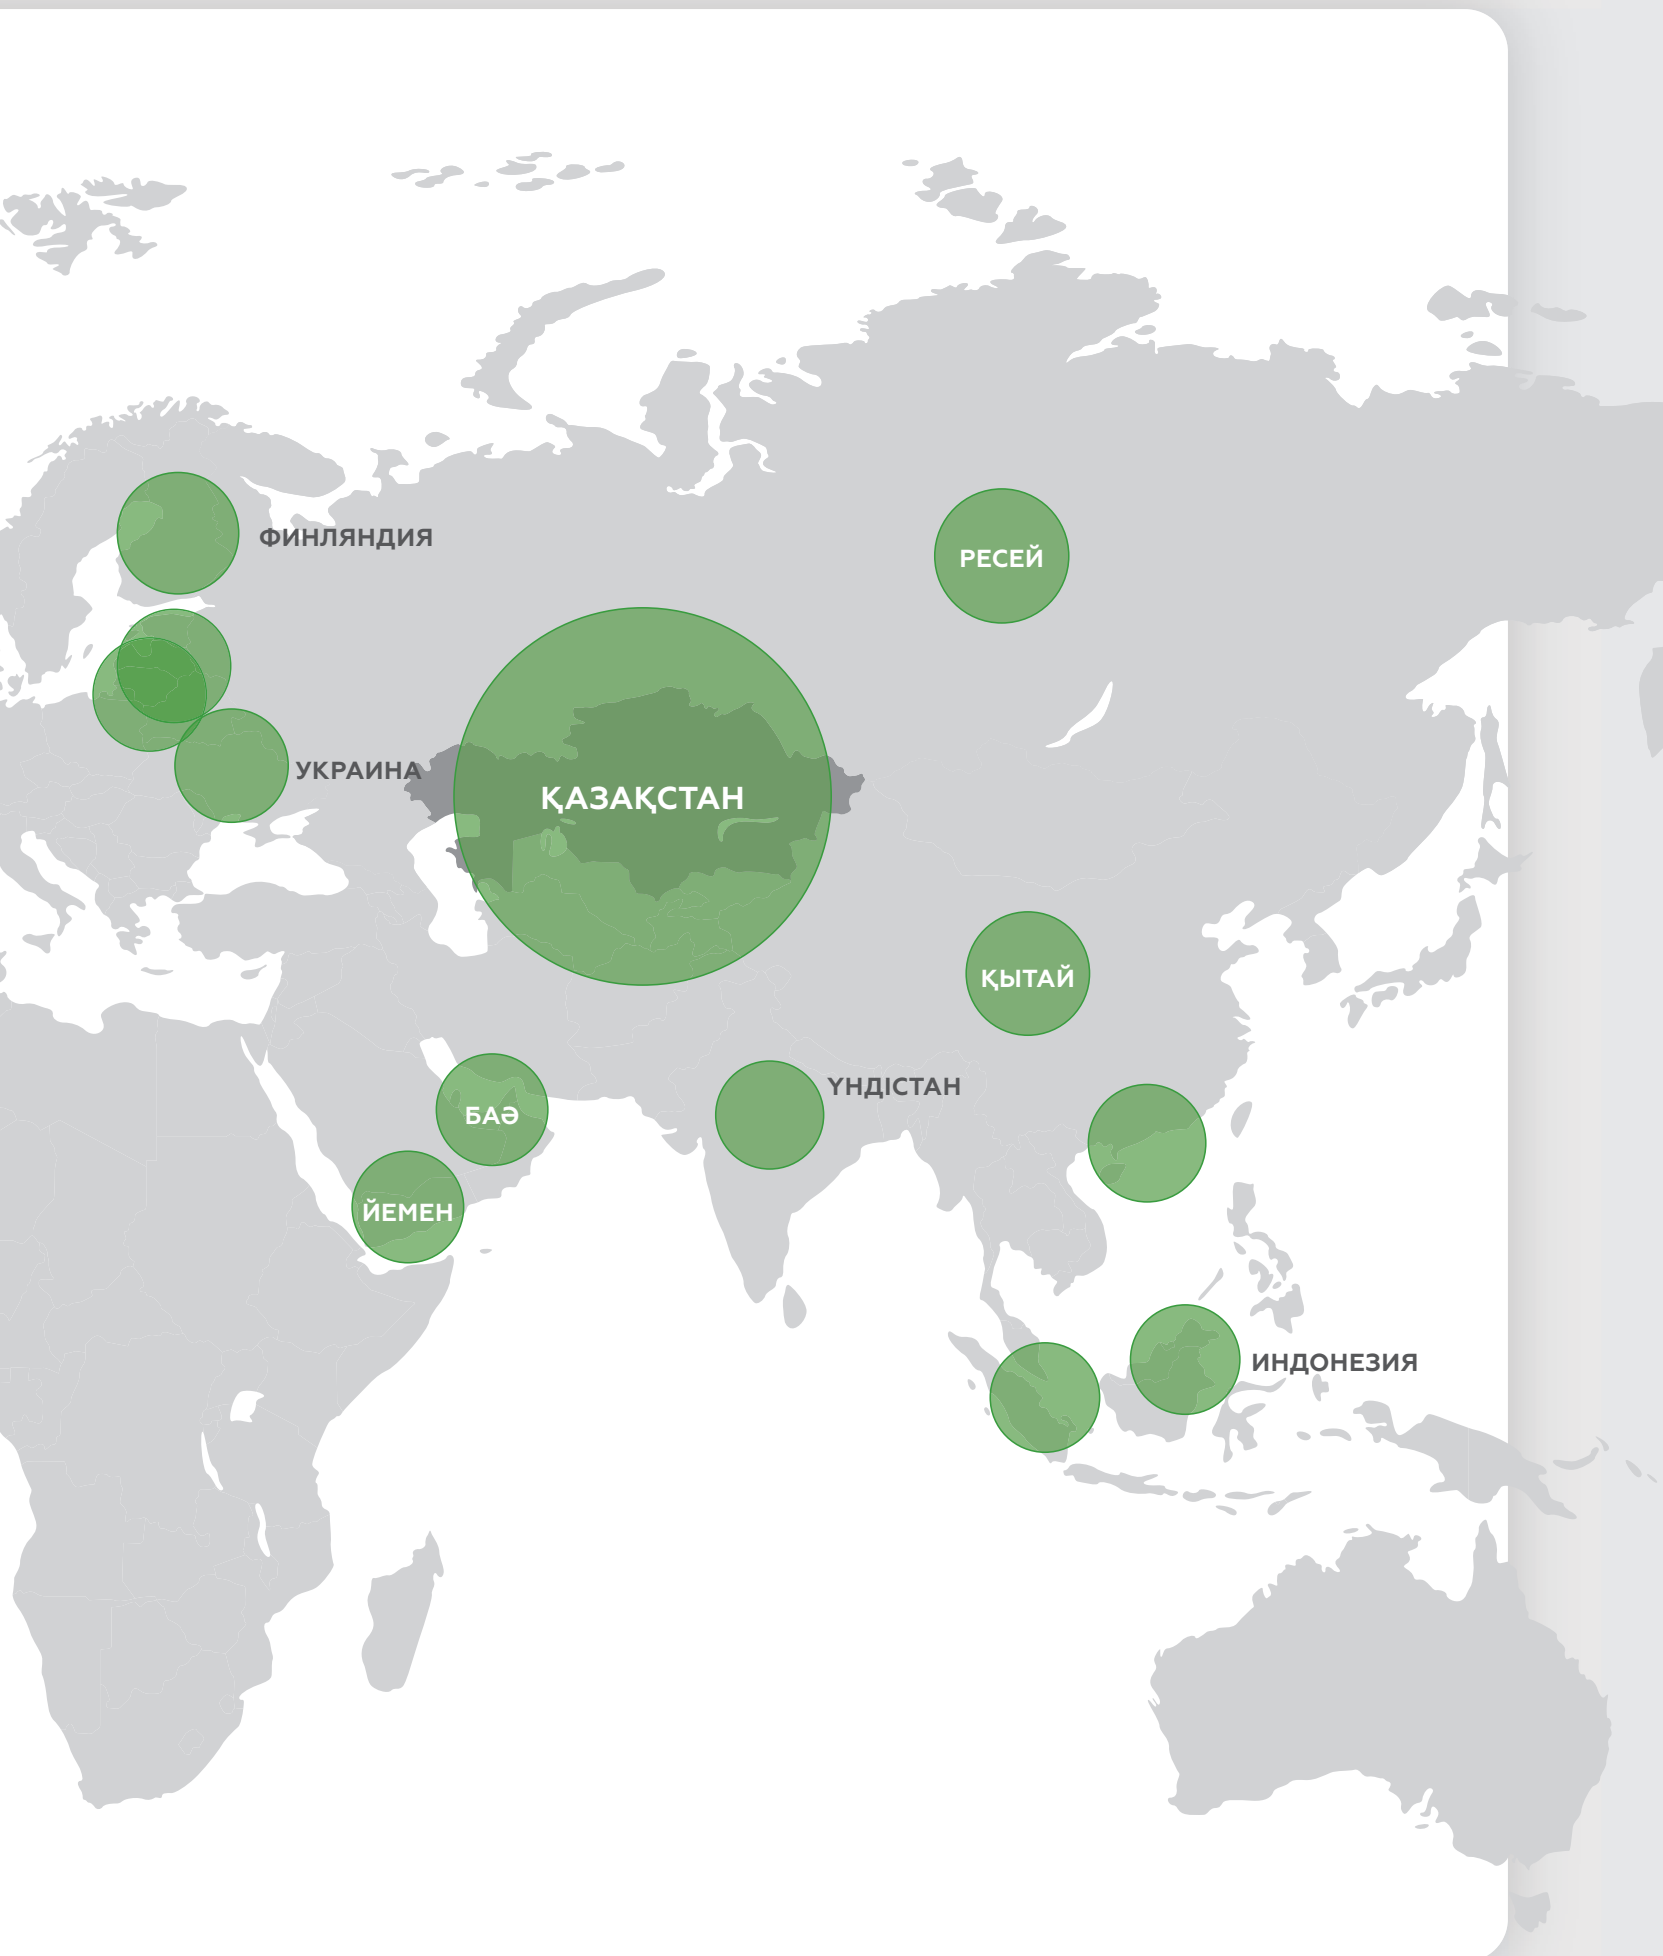 ФИНЛЯНДИЯ
РЕСЕЙ
УКРАИНА
ҚАЗАҚСТАН
ҚЫТАЙ
ҮНДІСТАН
БАӘ
ЙЕМЕН
ИНДОНЕЗИЯ